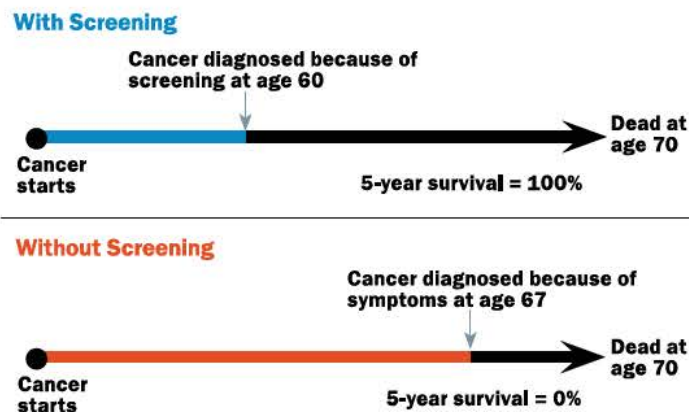 With Screening
Cancer diagnosed because of
screening at age 60
Dead at
age 70
Cancer
starts
5-year survival = 100%
Without Screening
Cancer diagnosed because of
symptoms at age 67
Dead at
age 70
Cancer
starts
5-year survival = 0%